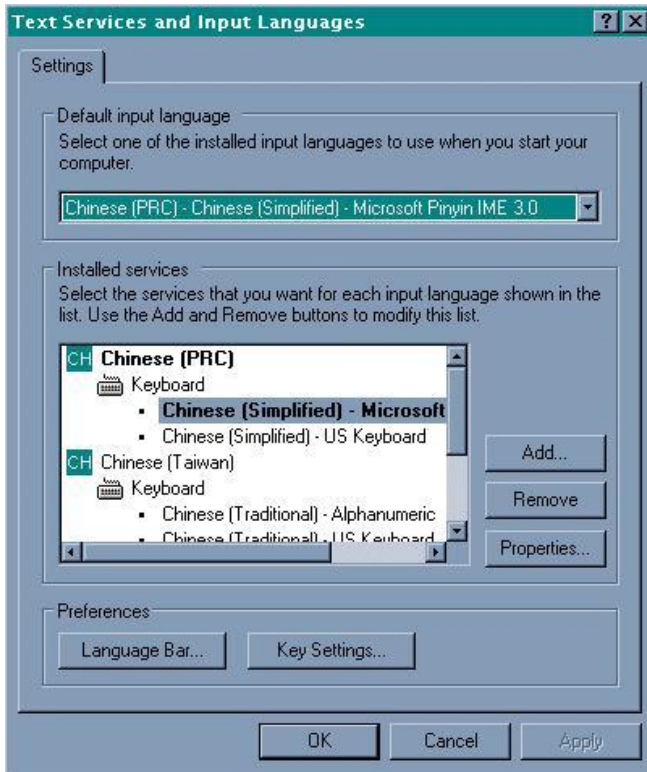 Text Services and Input Languages
Settings
Default input language
Select one of the installed input languages to use when you start your
computer.
Chinese (PRC) - Chinese (Simplified) - Microsoft Pinyin IME 3.0
Installed services
Select the services that you want for each input language shown in the
list. Use the Add and Remove buttons to modify this list.
CH Chinese (PRC)
Keyboard
Chinese (Simplified) - Microsoft
Chinese (Simplified) - US Keyboard
CH Chinese (Taiwan)
Keyboard
Chinese (Traditional) - Alphanumeric
Chinese (Traditional) - US Keyboard
Add...
Remove
Properties...
Preferences
Language Bar...
Key Settings...
OK
Cancel
Apply